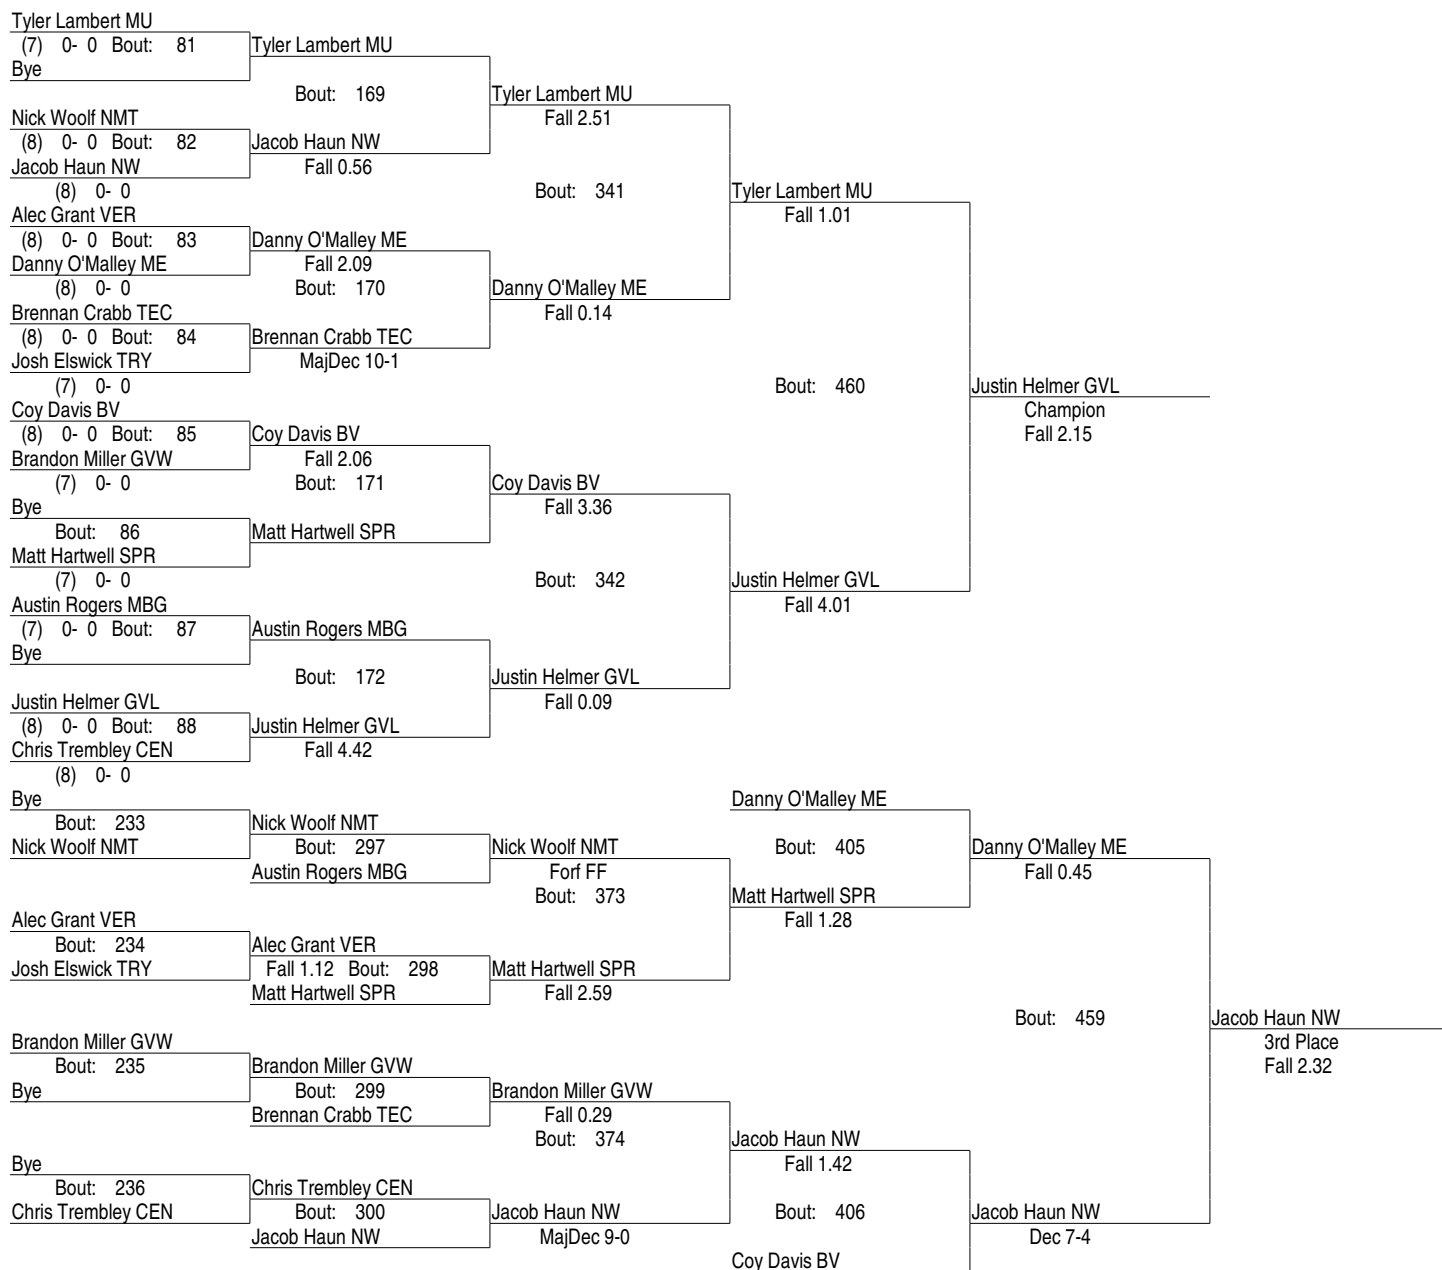 Tyler Lambert MU
(7) 0- 0 Bout: 81 Tyler Lambert MU
Bye
Bout: 169 Tyler Lambert MU
Nick Woolf NMT Fall 2.51
(8) 0- 0 Bout: 82 Jacob Haun NW
Jacob Haun NW Fall 0.56
(8) 0- 0 Bout: 341 Tyler Lambert MU
Alec Grant VER Fall 1.01
(8) 0- 0 Bout: 83 Danny O'Malley ME
Danny O'Malley ME Fall 2.09
(8) 0- 0 Bout: 170 Danny O'Malley ME
Brennan Crabb TEC Fall 0.14
(8) 0- 0 Bout: 84 Brennan Crabb TEC
Josh Elswick TRY MajDec 10-1
(7) 0- 0 Bout: 460 Justin Helmer GVL
Coy Davis BV Champion
(8) 0- 0 Bout: 85 Coy Davis BV Fall 2.15
Brandon Miller GVW Fall 2.06
(7) 0- 0 Bout: 171 Coy Davis BV
Bye Fall 3.36
Bout: 86 Matt Hartwell SPR
Matt Hartwell SPR
(7) 0- 0 Bout: 342 Justin Helmer GVL
Austin Rogers MBG Fall 4.01
(7) 0- 0 Bout: 87 Austin Rogers MBG
Bye
Bout: 172 Justin Helmer GVL
Justin Helmer GVL Fall 0.09
(8) 0- 0 Bout: 88 Justin Helmer GVL
Chris Trembley CEN Fall 4.42
(8) 0- 0
Bye Danny O'Malley ME
Bout: 233 Nick Woolf NMT
Nick Woolf NMT Bout: 297 Nick Woolf NMT Bout: 405 Danny O'Malley ME
Austin Rogers MBG Forf FF Fall 0.45
Bout: 373 Matt Hartwell SPR
Alec Grant VER Fall 1.28
Bout: 234 Alec Grant VER
Josh Elswick TRY Fall 1.12 Bout: 298 Matt Hartwell SPR
Matt Hartwell SPR Fall 2.59
Bout: 459 Jacob Haun NW
Brandon Miller GVW 3rd Place
Bout: 235 Brandon Miller GVW Fall 2.32
Bye Bout: 299 Brandon Miller GVW
Brennan Crabb TEC Fall 0.29
Bout: 374 Jacob Haun NW
Bye Fall 1.42
Bout: 236 Chris Trembley CEN
Chris Trembley CEN Bout: 300 Jacob Haun NW Bout: 406 Jacob Haun NW
Jacob Haun NW MajDec 9-0 Dec 7-4
Coy Davis BV